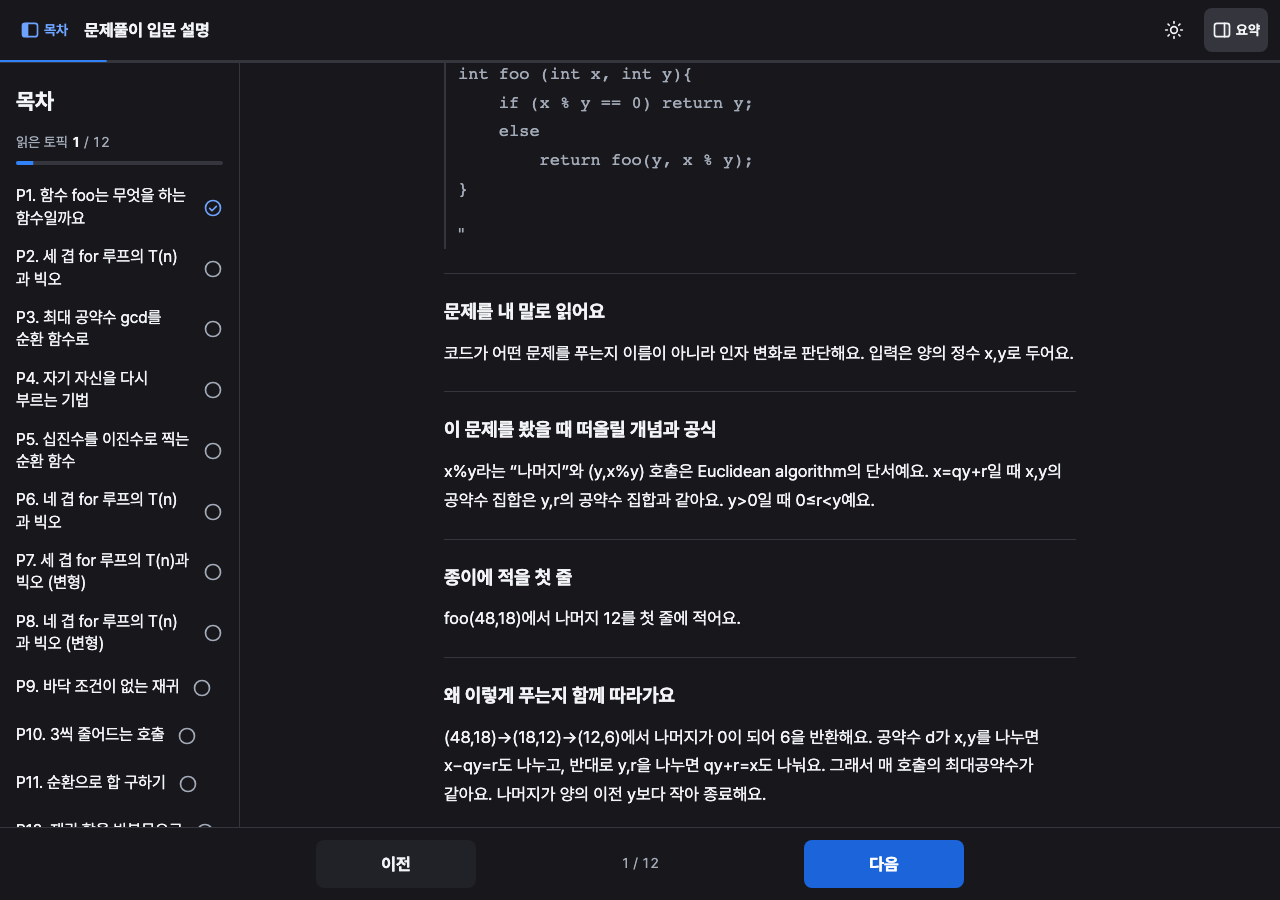 목차
문제풀이 입문 설명
요약
목차
읽은 토픽 1 / 12
P1. 함수 foo는 무엇을 하는
함수일까요
P2. 세 겹 for 루프의 T(n)
과 빅오
P3. 최대 공약수 gcd를
순환 함수로
P4. 자기 자신을 다시
부르는 기법
P5. 십진수를 이진수로 찍는
순환 함수
P6. 네 겹 for 루프의 T(n)
과 빅오
P7. 세 겹 for 루프의 T(n)과
빅오 (변형)
P8. 네 겹 for 루프의 T(n)
과 빅오 (변형)
P9. 바닥 조건이 없는 재귀
P10. 3씩 줄어드는 호출
P11. 순환으로 합 구하기
int foo (int x, int y){
    if (x % y == 0) return y;
    else
        return foo(y, x % y);
}
"
문제를 내 말로 읽어요
코드가 어떤 문제를 푸는지 이름이 아니라 인자 변화로 판단해요. 입력은 양의 정수 x,y로 두어요.
이 문제를 봤을 때 떠올릴 개념과 공식
x%y라는 “나머지”와 (y,x%y) 호출은 Euclidean algorithm의 단서예요. x=qy+r일 때 x,y의
공약수 집합은 y,r의 공약수 집합과 같아요. y>0일 때 0≤r<y예요.
종이에 적을 첫 줄
foo(48,18)에서 나머지 12를 첫 줄에 적어요.
왜 이렇게 푸는지 함께 따라가요
(48,18)→(18,12)→(12,6)에서 나머지가 0이 되어 6을 반환해요. 공약수 d가 x,y를 나누면
x−qy=r도 나누고, 반대로 y,r을 나누면 qy+r=x도 나눠요. 그래서 매 호출의 최대공약수가
같아요. 나머지가 양의 이전 y보다 작아 종료해요.
이전
1 / 12
다음